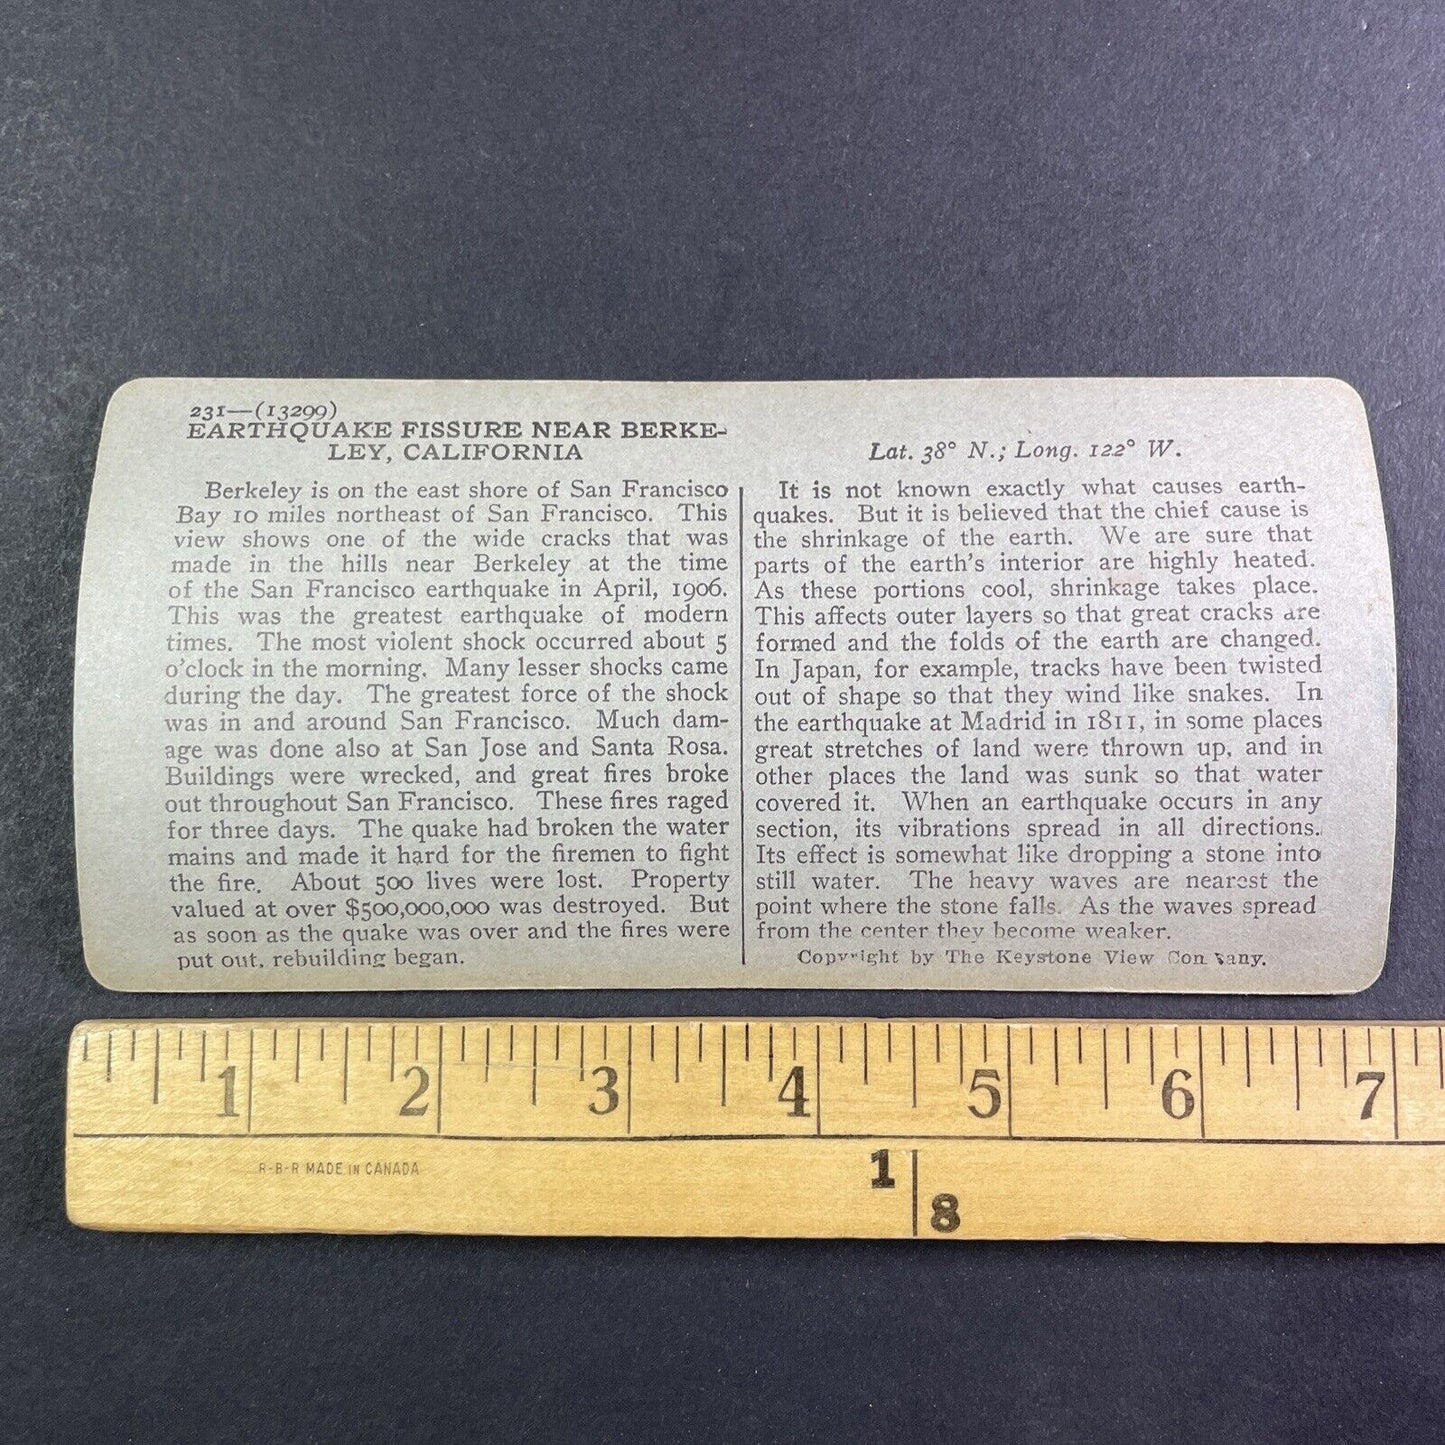 231—(13299)
EARTHQUAKE FISSURE NEAR BERKE-
LEY, CALIFORNIA
Berkeley is on the east shore of San Francisco
Bay 10 miles northeast of San Francisco. This
view shows one of the wide cracks that was
made in the hills near Berkeley at the time
of the San Francisco earthquake in April, 1906.
This was the greatest earthquake of modern
times. The most violent shock occurred about 5
o'clock in the morning. Many lesser shocks came
during the day. The greatest force of the shock
was in and around San Francisco. Much dam-
age was done also at San Jose and Santa Rosa.
Buildings were wrecked, and great fires broke
out throughout San Francisco. These fires raged
for three days. The quake had broken the water
mains and made it hard for the firemen to fight
the fire. About 500 lives were lost. Property
valued at over $500,000,000 was destroyed. But
as soon as the quake was over and the fires were
put out, rebuilding began.
Lat. 38° N.; Long. 122° W.
It is not known exactly what causes earth-
quakes. But it is believed that the chief cause is
the shrinkage of the earth. We are sure that
parts of the earth's interior are highly heated.
As these portions cool, shrinkage takes place.
This affects outer layers so that great cracks are
formed and the folds of the earth are changed.
In Japan, for example, tracks have been twisted
out of shape so that they wind like snakes. In
the earthquake at Madrid in 1811, in some places
great stretches of land were thrown up, and in
other places the land was sunk so that water
covered it. When an earthquake occurs in any
section, its vibrations spread in all directions.
Its effect is somewhat like dropping a stone into
still water. The heavy waves are nearest the
point where the stone falls. As the waves spread
from the center they become weaker.
Copyright by The Keystone View Company.
1 2 3 4 5 6 7
R-B-R MADE IN CANADA
1
8